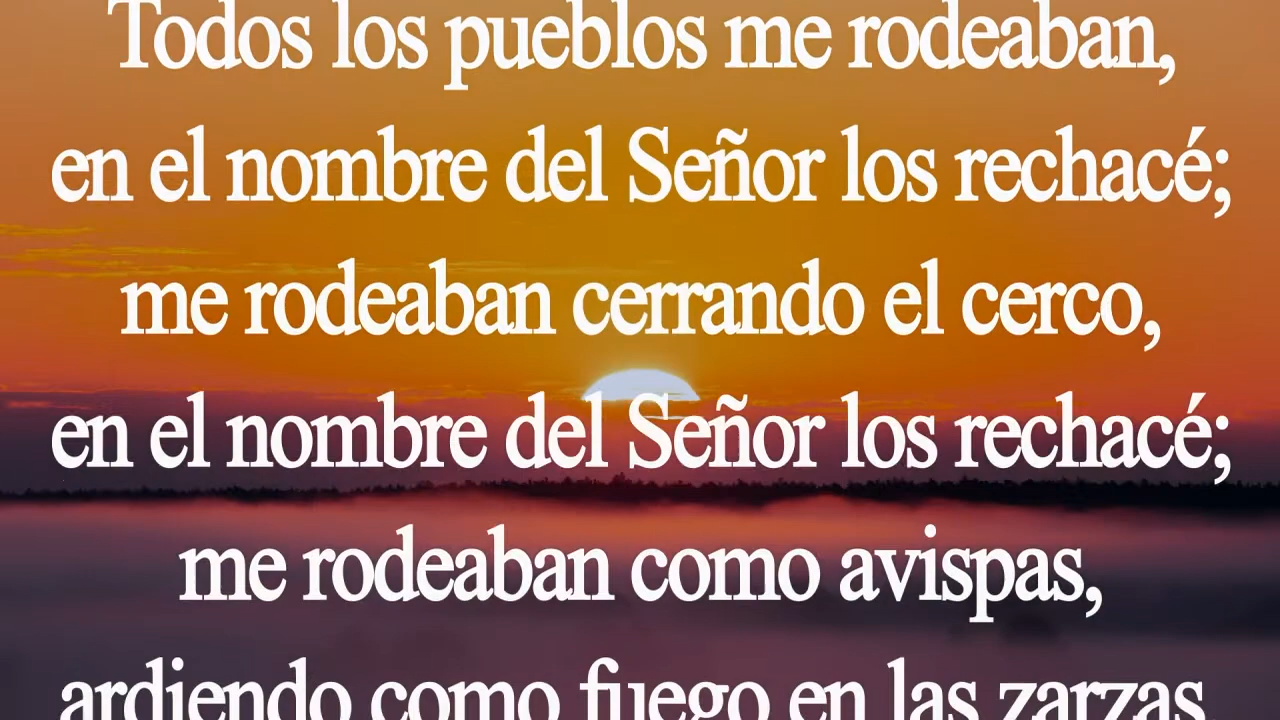 Todos los pueblos me rodeaban,
en el nombre del Señor los rechacé;
me rodeaban cerrando el cerco,
en el nombre del Señor los rechacé;
me rodeaban como avispas,
ardiendo como fuego en las zarzas